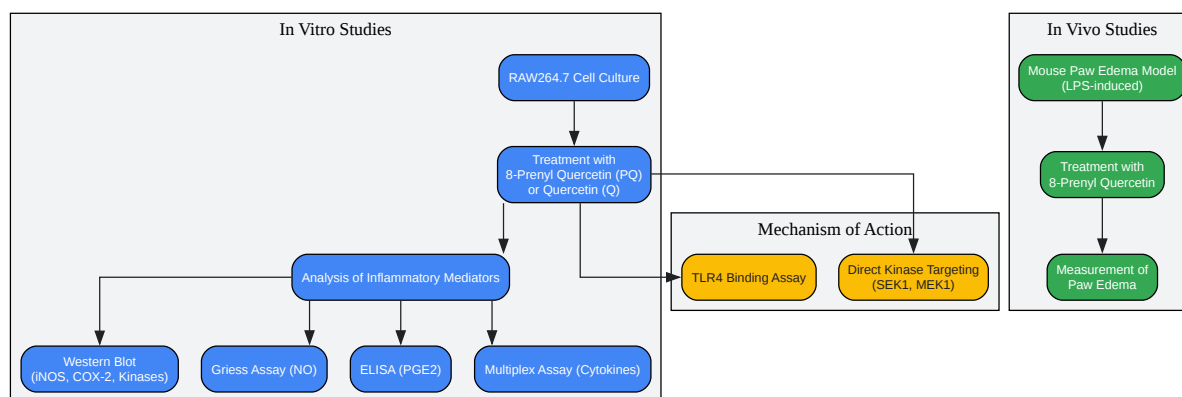 In Vitro Studies
RAW264.7 Cell Culture
Treatment with
8-Prenyl Quercetin (PQ)
or Quercetin (Q)
Analysis of Inflammatory Mediators
Western Blot
(iNOS, COX-2, Kinases)
Griess Assay (NO)
ELISA (PGE2)
Multiplex Assay (Cytokines)
Mechanism of Action
TLR4 Binding Assay
Direct Kinase Targeting
(SEK1, MEK1)
In Vivo Studies
Mouse Paw Edema Model
(LPS-induced)
Treatment with
8-Prenyl Quercetin
Measurement of
Paw Edema